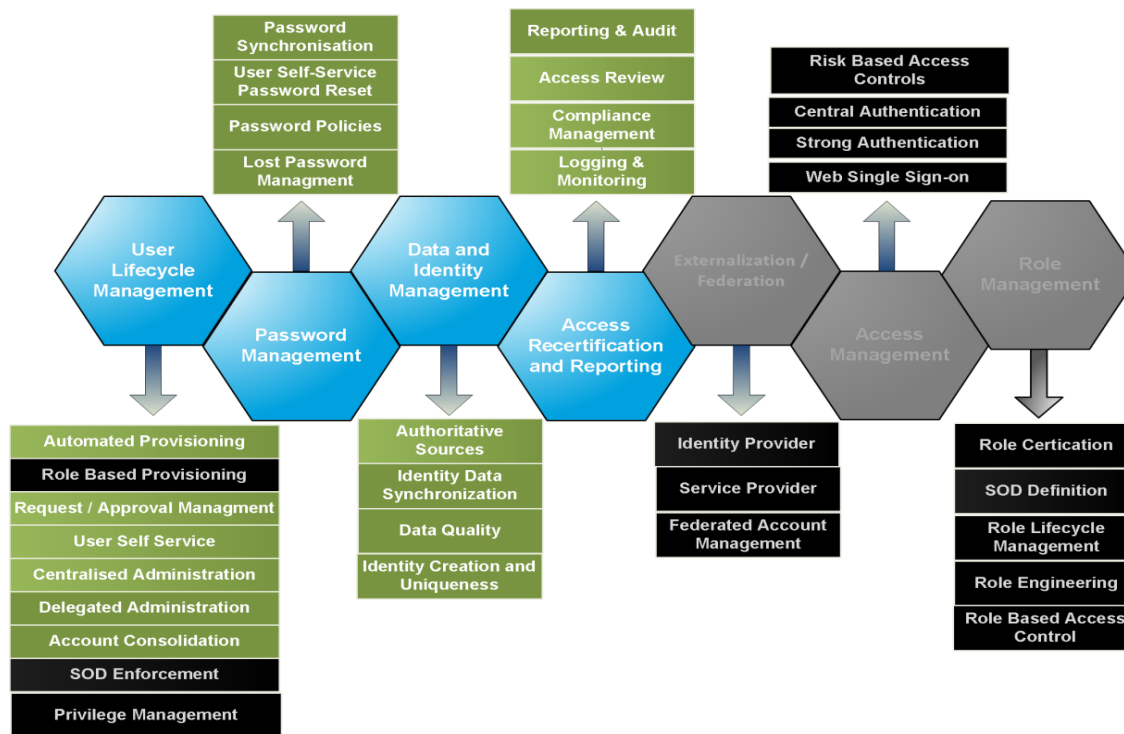 Password
Synchronisation
User Self-Service
Password Reset
Password Policies
Lost Password
Managment
Reporting & Audit
Access Review
Compliance
Management
Logging &
Monitoring
Risk Based Access
Controls
Central Authentication
Strong Authentication
Web Single Sign-on
User
Lifecycle
Management
Password
Management
Data and
Identity
Management
Access
Recertification
and Reporting
Externalization /
Federation
Access
Management
Role
Management
Automated Provisioning
Role Based Provisioning
Request / Approval Managment
User Self Service
Centralised Administration
Delegated Administration
Account Consolidation
SOD Enforcement
Privilege Management
Authoritative
Sources
Identity Data
Synchronization
Data Quality
Identity Creation and
Uniqueness
Identity Provider
Service Provider
Federated Account
Management
Role Certication
SOD Definition
Role Lifecycle
Management
Role Engineering
Role Based Access
Control